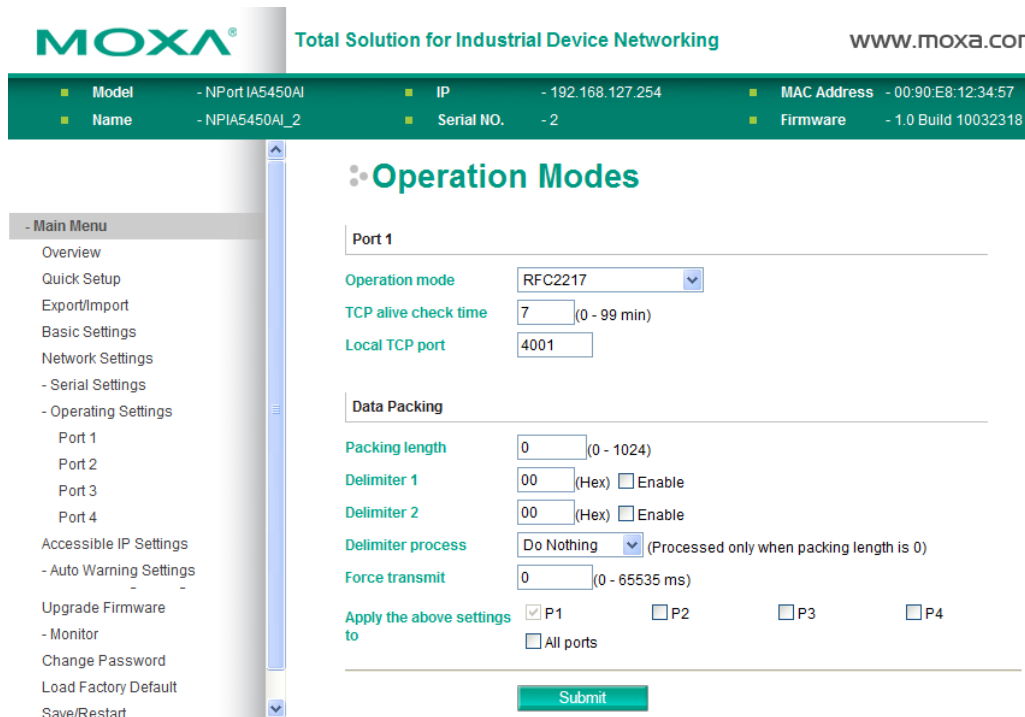 MOXA®
Total Solution for Industrial Device Networking
www.moxa.com
Model - NPort IA5450AI
IP - 192.168.127.254
MAC Address - 00:90:E8:12:34:57
Name - NPIA5450AI_2
Serial NO. - 2
Firmware - 1.0 Build 10032318
- Main Menu
Overview
Quick Setup
Export/Import
Basic Settings
Network Settings
- Serial Settings
- Operating Settings
Port 1
Port 2
Port 3
Port 4
Accessible IP Settings
- Auto Warning Settings
Upgrade Firmware
- Monitor
Change Password
Load Factory Default
Save/Restart
Operation Modes
Port 1
Operation mode RFC2217
TCP alive check time 7 (0 - 99 min)
Local TCP port 4001
Data Packing
Packing length 0 (0 - 1024)
Delimiter 1 00 (Hex) Enable
Delimiter 2 00 (Hex) Enable
Delimiter process Do Nothing (Processed only when packing length is 0)
Force transmit 0 (0 - 65535 ms)
Apply the above settings to P1 P2 P3 P4
All ports
Submit